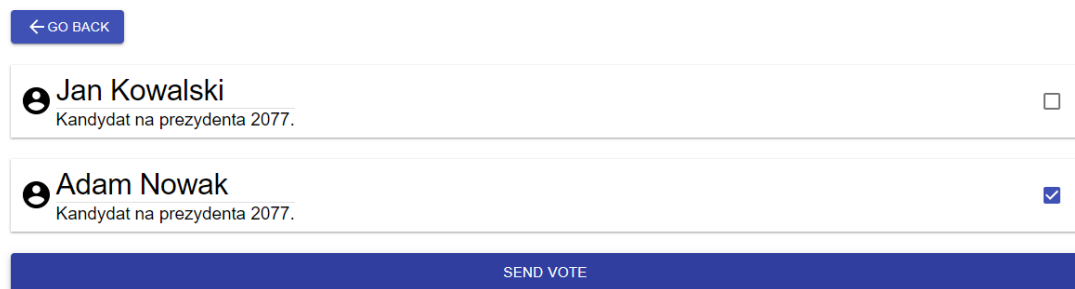 GO BACK
Jan Kowalski
Kandydat na prezydenta 2077.
Adam Nowak
Kandydat na prezydenta 2077.
SEND VOTE